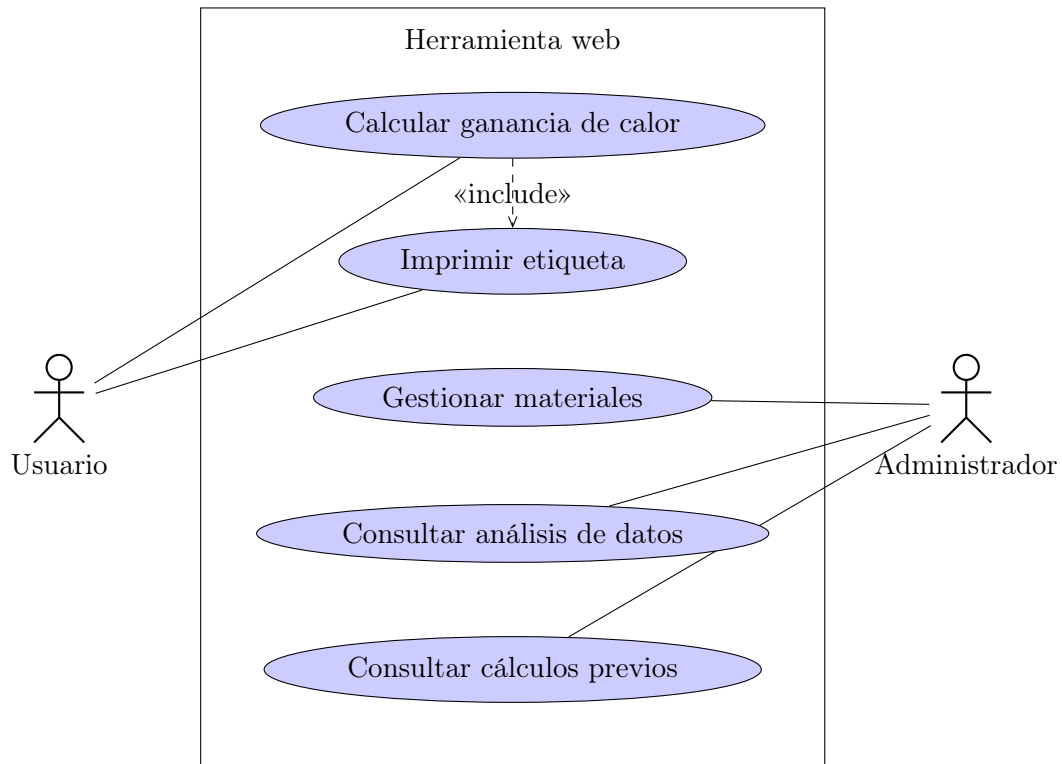 Herramienta web
Calcular ganancia de calor
«include»
Imprimir etiqueta
Gestionar materiales
Usuario
Administrador
Consultar análisis de datos
Consultar cálculos previos